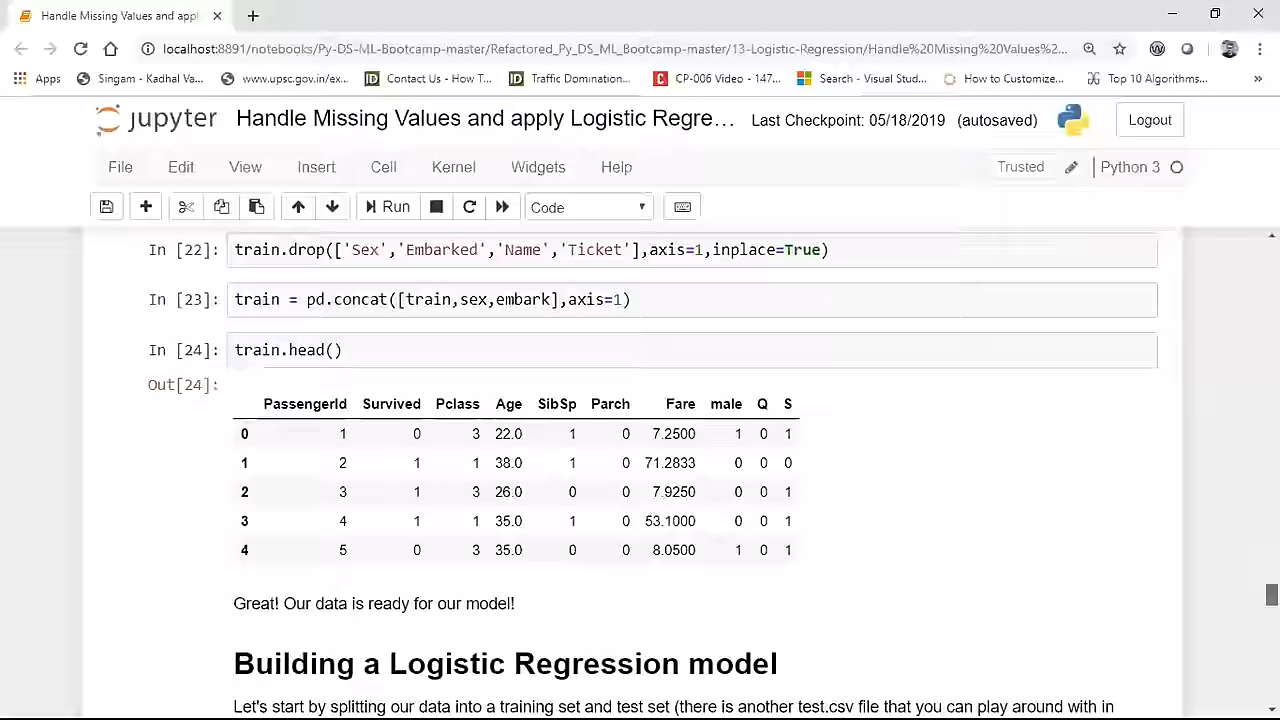 Handle Missing Values and appl
localhost:8891/notebooks/Py-DS-ML-Bootcamp-master/Refactored_Py_DS_ML_Bootcamp-master/13-Logistic-Regression/Handle%20Missing%20Values%2...
Apps Singam - Kadhal Va... www.upsc.gov.in/ex... Contact Us - How T... Traffic Domination... CP-006 Video - 147... Search - Visual Stud... How to Customize... Top 10 Algorithms... »
jupyter Handle Missing Values and apply Logistic Regre... Last Checkpoint: 05/18/2019 (autosaved) Logout
File Edit View Insert Cell Kernel Widgets Help Trusted Python 3
Run Code
In [22]: train.drop(['Sex','Embarked','Name','Ticket'],axis=1,inplace=True)
In [23]: train = pd.concat([train,sex,embark],axis=1)
In [24]: train.head()
Out[24]:
PassengerId Survived Pclass Age SibSp Parch Fare male Q S
0 1 0 3 22.0 1 0 7.2500 1 0 1
1 2 1 1 38.0 1 0 71.2833 0 0 0
2 3 1 3 26.0 0 0 7.9250 0 0 1
3 4 1 1 35.0 1 0 53.1000 0 0 1
4 5 0 3 35.0 0 0 8.0500 1 0 1
Great! Our data is ready for our model!
Building a Logistic Regression model
Let's start by splitting our data into a training set and test set (there is another test.csv file that you can play around with in